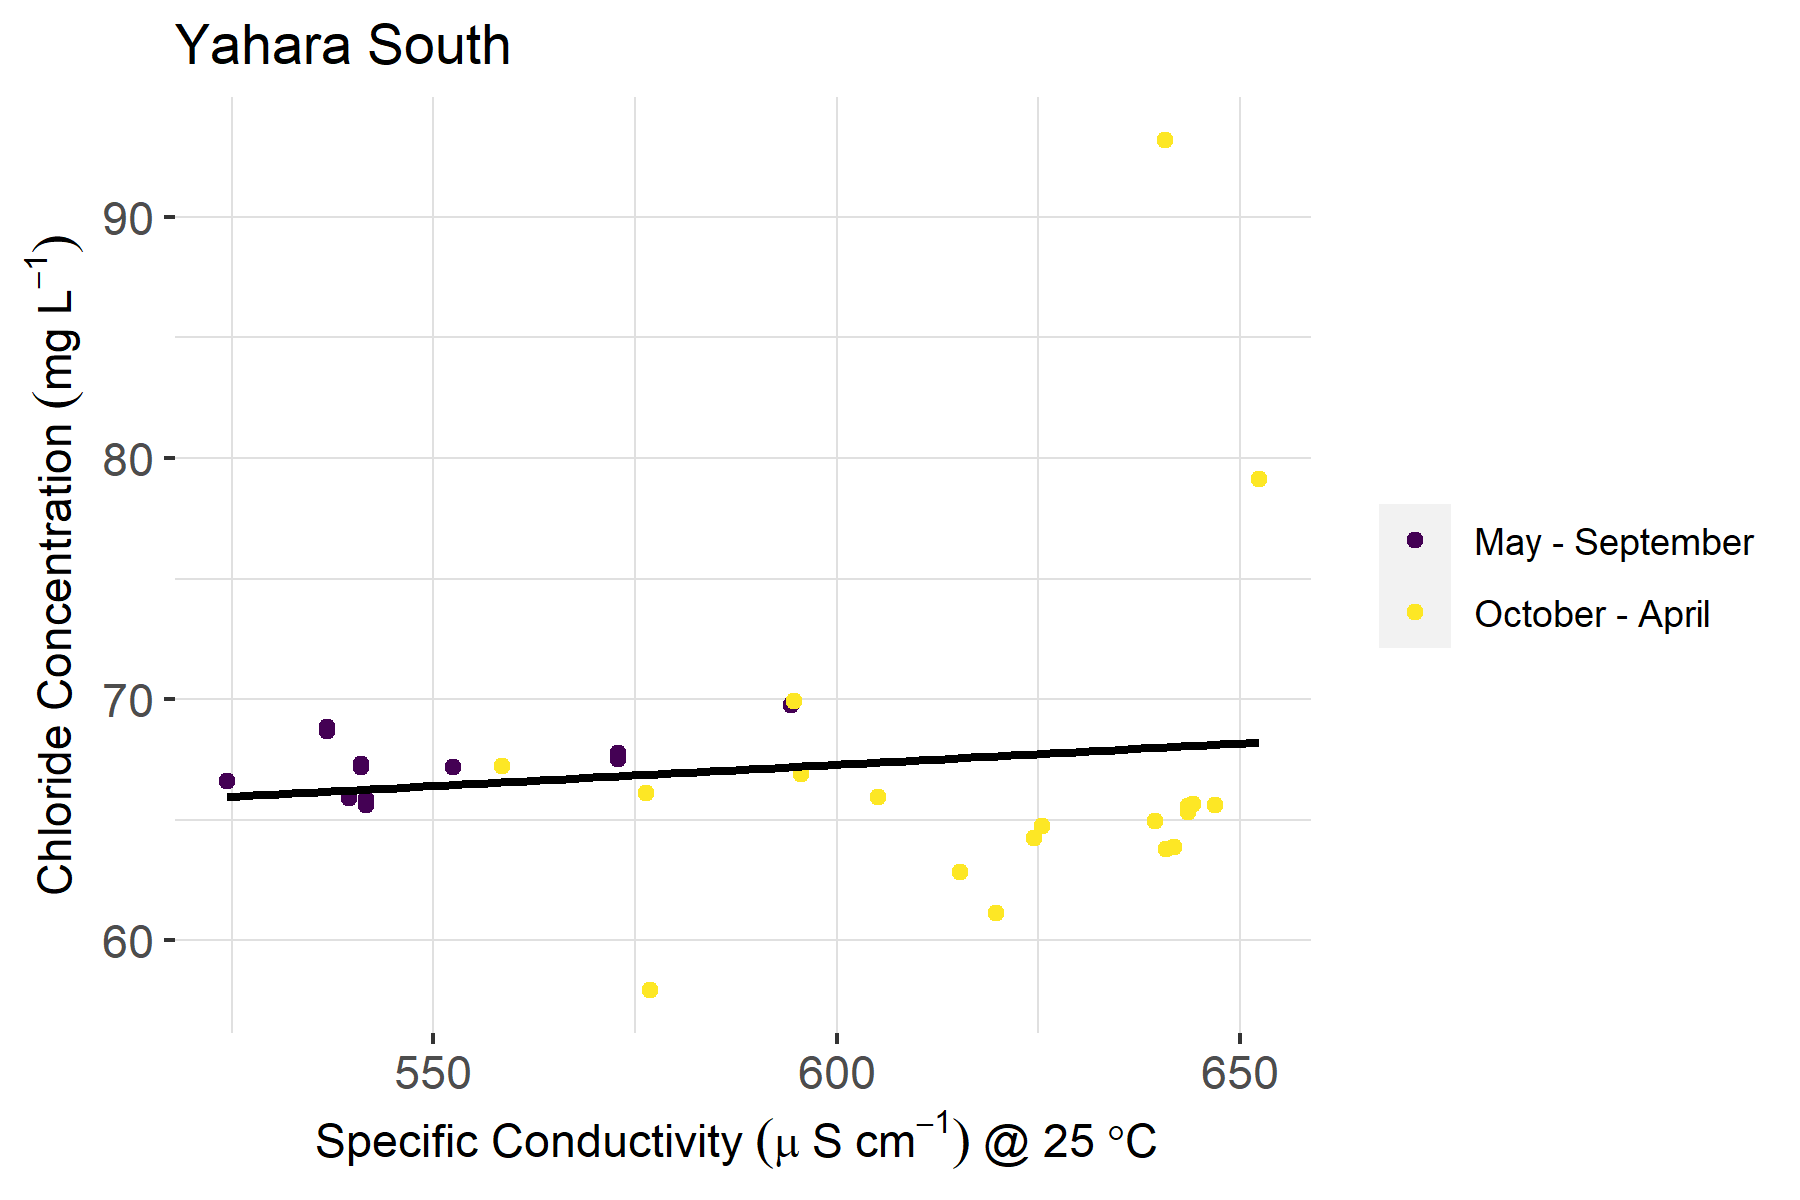 Yahara South
90
80
70
60
Chloride Concentration (mg L⁻¹)
550 600 650
Specific Conductivity (μ S cm⁻¹) @ 25 °C
May - September
October - April